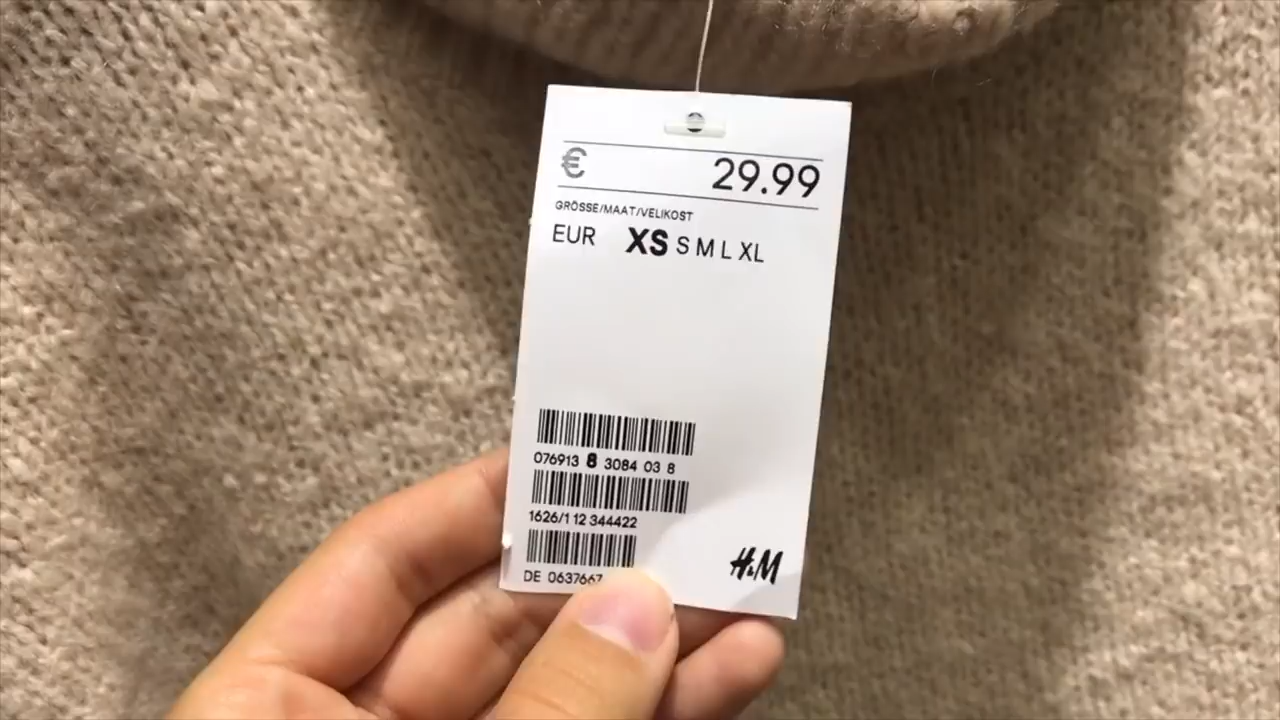 € 29.99
GRÖSSE/MAAT/VELIKOST
EUR XS S M L XL
076913 8 3084 03 8
1626/1 12 344422
DE 0637667
H&M